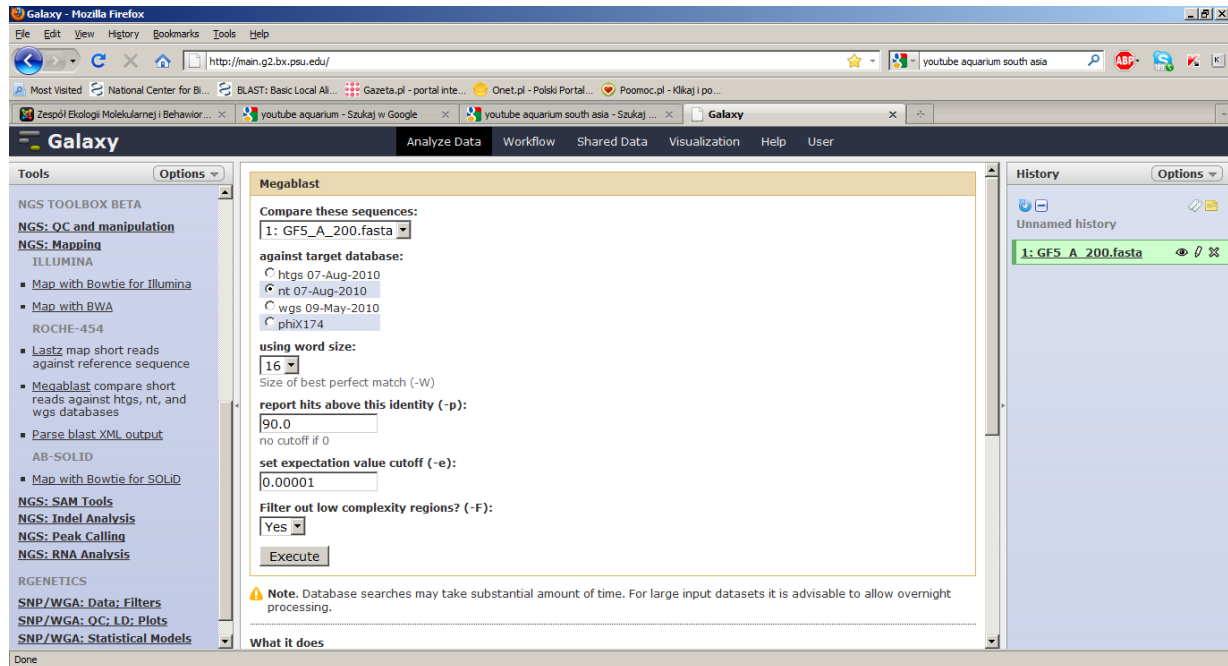 Galaxy - Mozilla Firefox
File Edit View History Bookmarks Tools Help
http://main.g2.bx.psu.edu/
youtube aquarium south asia
ABP
Most Visited National Center for Bi... BLAST: Basic Local Ali... Gazeta.pl - portal inte... Onet.pl - Polski Portal... Poomoc.pl - Klikaj i po...
Zespół Ekologii Molekularnej i Behawior... youtube aquarium - Szukaj w Google youtube aquarium south asia - Szukaj ... Galaxy
Galaxy
Analyze Data Workflow Shared Data Visualization Help User
Tools Options
NGS TOOLBOX BETA
NGS: QC and manipulation
NGS: Mapping
ILLUMINA
Map with Bowtie for Illumina
Map with BWA
ROCHE-454
Lastz map short reads
against reference sequence
Megablast compare short
reads against htgs, nt, and
wgs databases
Parse blast XML output
AB-SOLID
Map with Bowtie for SOLiD
NGS: SAM Tools
NGS: Indel Analysis
NGS: Peak Calling
NGS: RNA Analysis
RGENETICS
SNP/WGA: Data; Filters
SNP/WGA: QC; LD; Plots
SNP/WGA: Statistical Models
Megablast
Compare these sequences:
1: GF5_A_200.fasta
against target database:
htgs 07-Aug-2010
nt 07-Aug-2010
wgs 09-May-2010
phiX174
using word size:
16
Size of best perfect match (-W)
report hits above this identity (-p):
90.0
no cutoff if 0
set expectation value cutoff (-e):
0.00001
Filter out low complexity regions? (-F):
Yes
Execute
Note. Database searches may take substantial amount of time. For large input datasets it is advisable to allow overnight
processing.
What it does
History Options
Unnamed history
1: GF5_A_200.fasta
Done